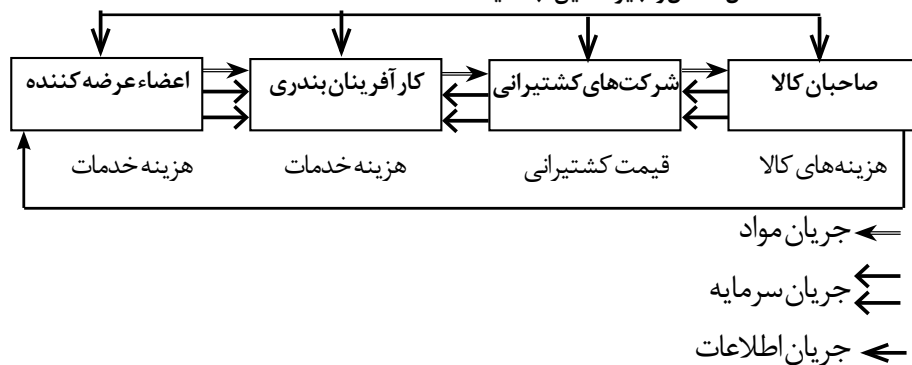 صاحبان کالا
شرکت‌های کشتیرانی
کارآفرینان بندری
اعضاء عرضه کننده
هزینه‌های کالا
قیمت کشتیرانی
هزینه خدمات
هزینه خدمات
جریان مواد
جریان سرمایه
جریان اطلاعات